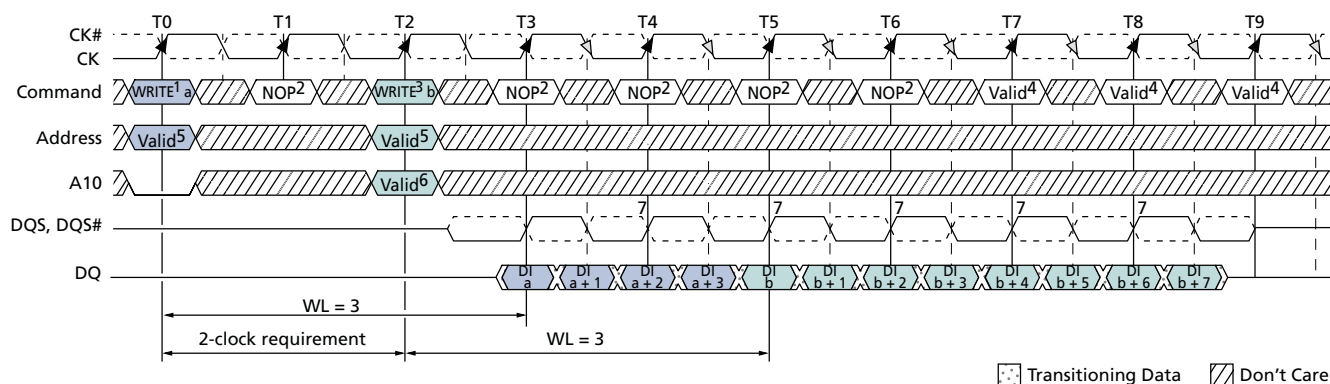 T0 T1 T2 T3 T4 T5 T6 T7 T8 T9
CK#
CK
Command WRITE1 a NOP2 WRITE3 b NOP2 NOP2 NOP2 NOP2 Valid4 Valid4 Valid4
Address Valid5 Valid5
A10 Valid6
7 7 7 7 7
DQS, DQS#
DQ DI a DI a + 1 DI a + 2 DI a + 3 DI b DI b + 1 DI b + 2 DI b + 3 DI b + 4 DI b + 5 DI b + 6 DI b + 7
WL = 3
2-clock requirement WL = 3
Transitioning Data Don't Care